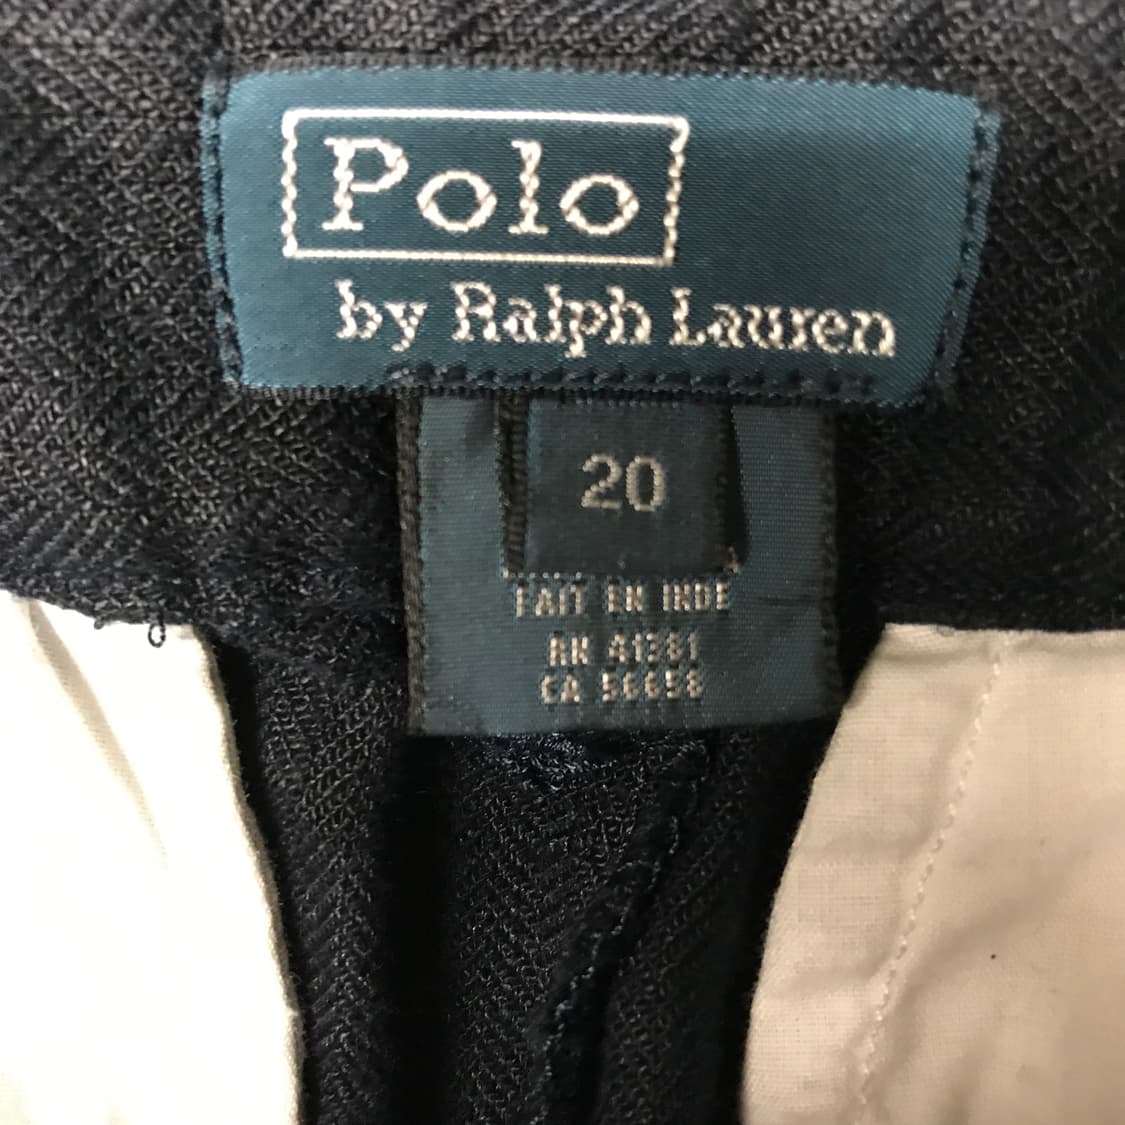 Polo
by Ralph Lauren
20
FAIT EN INDE
RN 41381
CA 56658